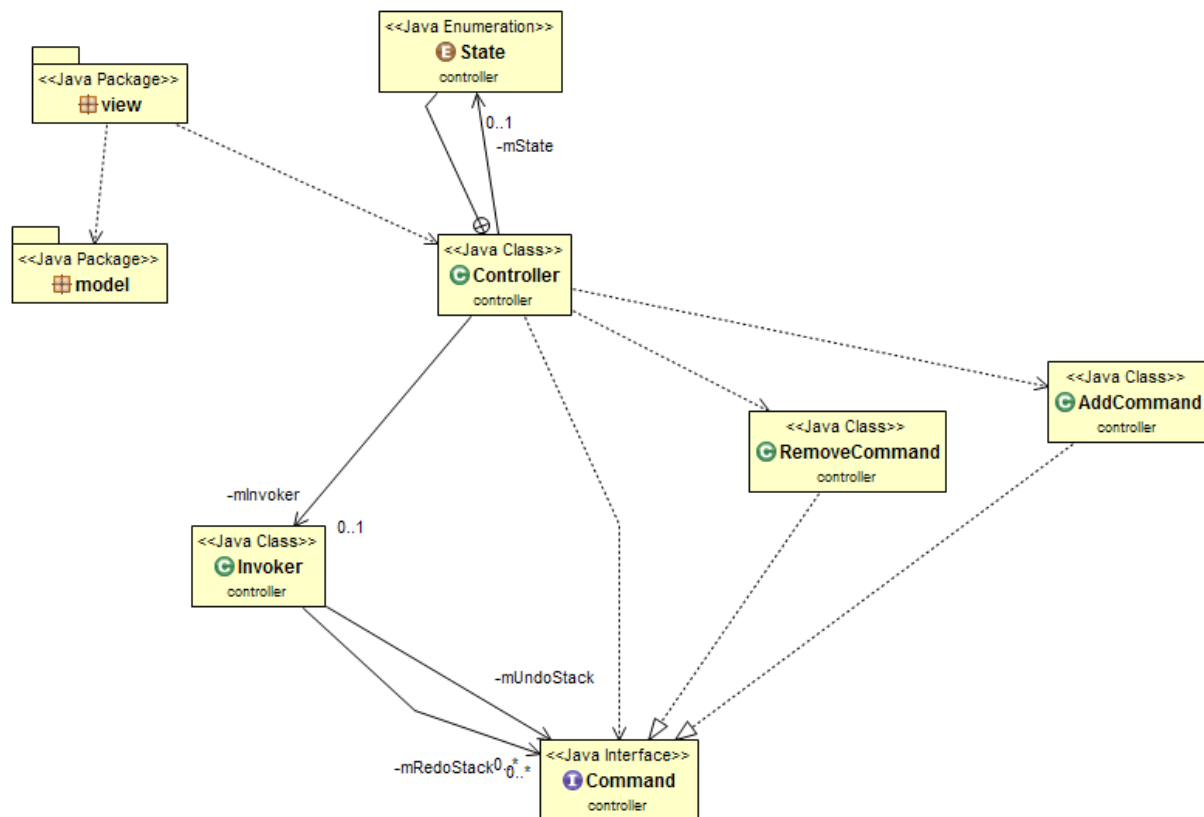 <<Java Enumeration>>
State
controller
<<Java Package>>
view
0..1
-mState
<<Java Package>>
model
<<Java Class>>
Controller
controller
<<Java Class>>
AddCommand
controller
<<Java Class>>
RemoveCommand
controller
-mInvoker
0..1
<<Java Class>>
Invoker
controller
-mUndoStack
-mRedoStack
0..*
0..*
<<Java Interface>>
Command
controller